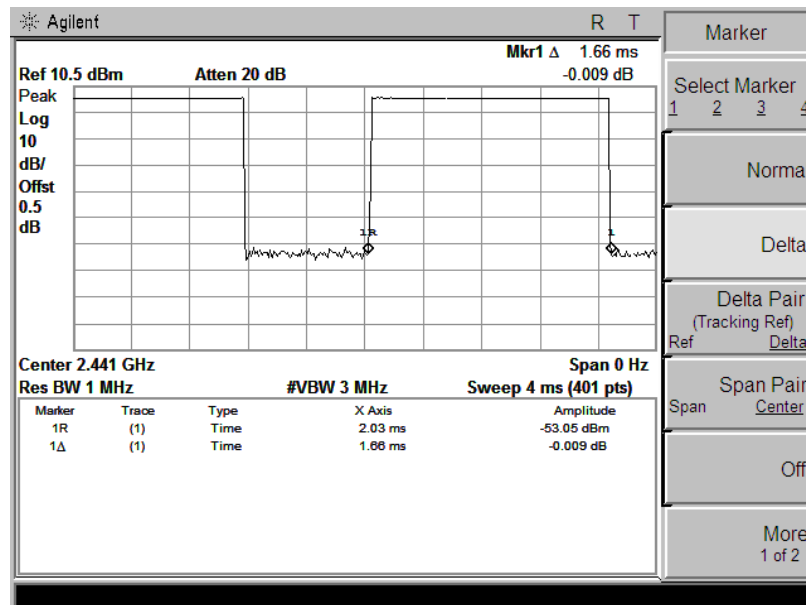 Agilent R T
Mkr1 Δ 1.66 ms
Ref 10.5 dBm Atten 20 dB -0.009 dB
Peak
Log
10
dB/
Offst
0.5
dB
1R
1
Center 2.441 GHz Span 0 Hz
Res BW 1 MHz #VBW 3 MHz Sweep 4 ms (401 pts)
Marker Trace Type X Axis Amplitude
1R (1) Time 2.03 ms -53.05 dBm
1Δ (1) Time 1.66 ms -0.009 dB
Marker
Select Marker
1 2 3 4
Norma
Delta
Delta Pair
(Tracking Ref)
Ref Delta
Span Pair
Span Center
Off
More
1 of 2